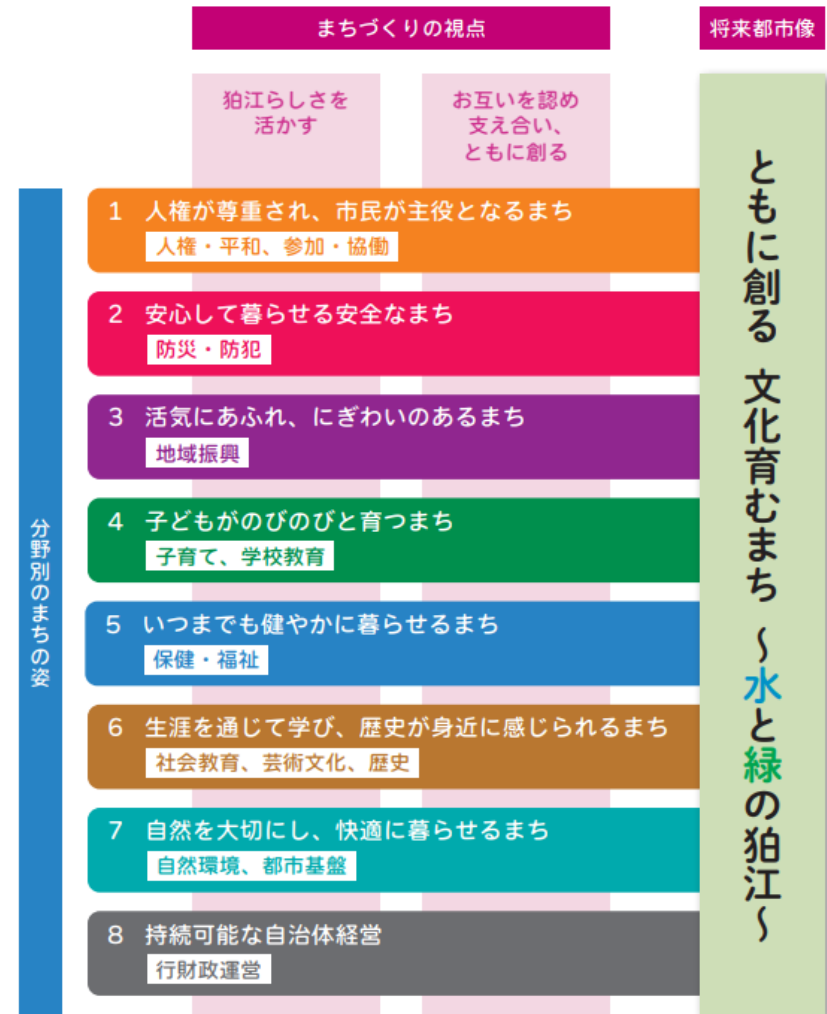 まちづくりの視点
将来都市像
狛江らしさを
活かす
お互いを認め
支え合い、
ともに創る
分野別のまちの姿
1 人権が尊重され、市民が主役となるまち
人権・平和、参加・協働
2 安心して暮らせる安全なまち
防災・防犯
3 活気にあふれ、にぎわいのあるまち
地域振興
4 子どもがのびのびと育つまち
子育て、学校教育
5 いつまでも健やかに暮らせるまち
保健・福祉
6 生涯を通じて学び、歴史が身近に感じられるまち
社会教育、芸術文化、歴史
7 自然を大切にし、快適に暮らせるまち
自然環境、都市基盤
8 持続可能な自治体経営
行財政運営
ともに創る 文化育むまち ～水と緑の狛江～